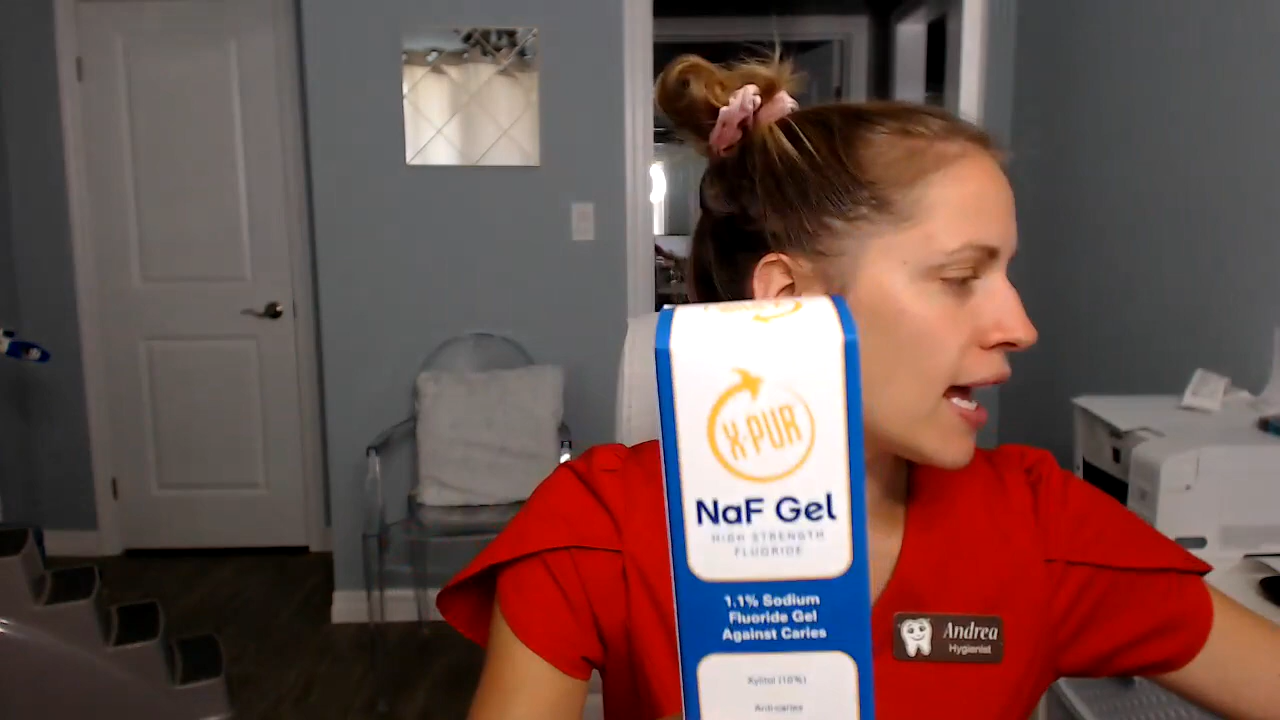 X-PUR
NaF Gel
HIGH STRENGTH
FLUORIDE
1.1% Sodium
Fluoride Gel
Against Caries
Xylitol (10%)
Anti-caries
Andrea
Hygienist